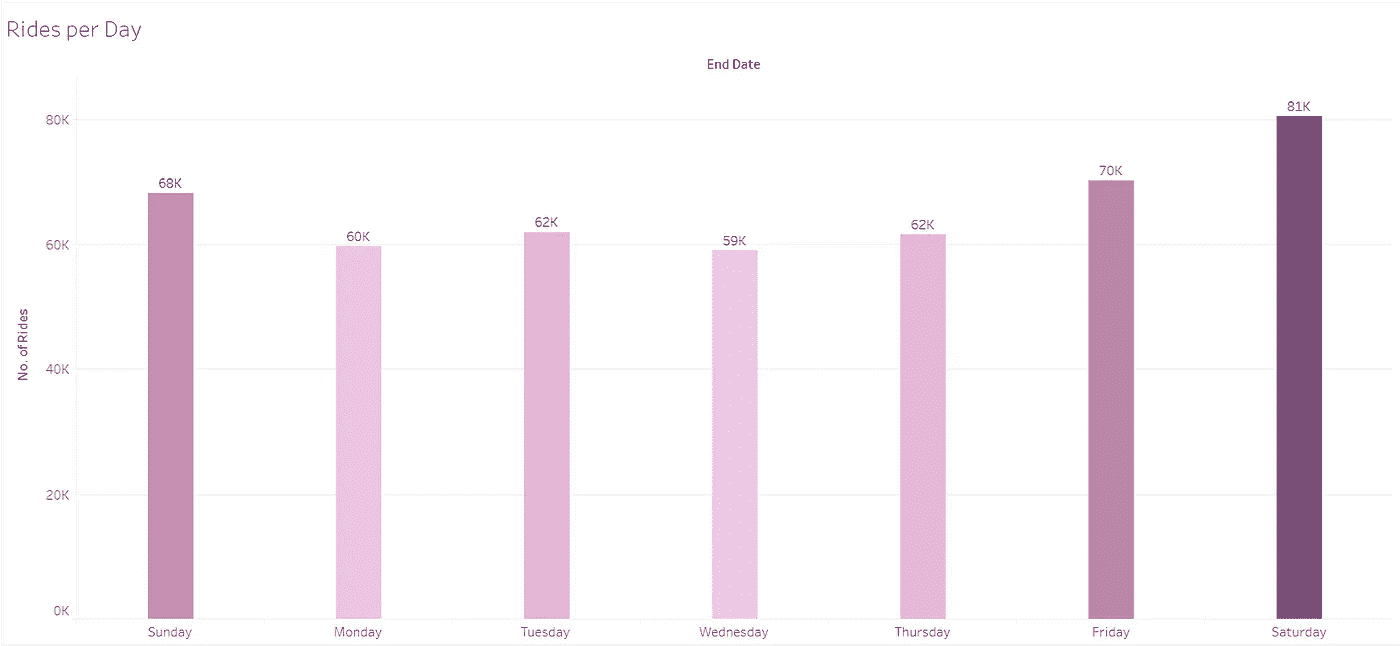 Rides per Day
End Date
No. of Rides
80K
60K
40K
20K
0K
68K
60K
62K
59K
62K
70K
81K
Sunday
Monday
Tuesday
Wednesday
Thursday
Friday
Saturday